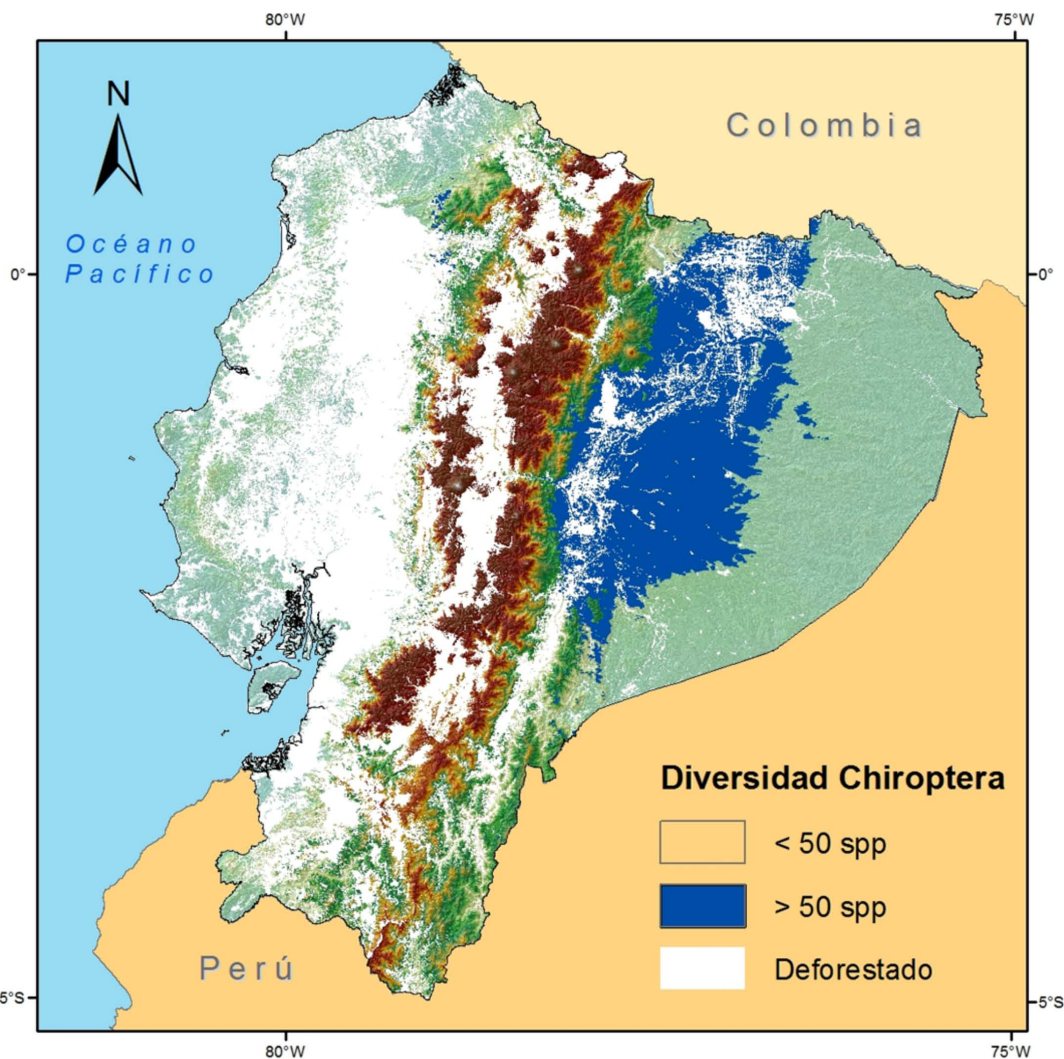 80°W
75°W
N
Colombia
Océano
Pacífico
0°
0°
Diversidad Chiroptera
< 50 spp
> 50 spp
Deforestado
Perú
5°S
5°S
80°W
75°W